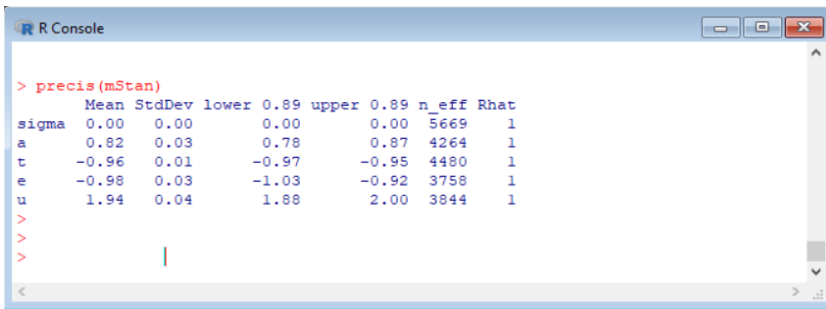 R Console
> precis(mStan)
Mean StdDev lower 0.89 upper 0.89 n_eff Rhat
sigma 0.00 0.00 0.00 0.00 5669 1
a 0.82 0.03 0.78 0.87 4264 1
t -0.96 0.01 -0.97 -0.95 4480 1
e -0.98 0.03 -1.03 -0.92 3758 1
u 1.94 0.04 1.88 2.00 3844 1
>
>
>